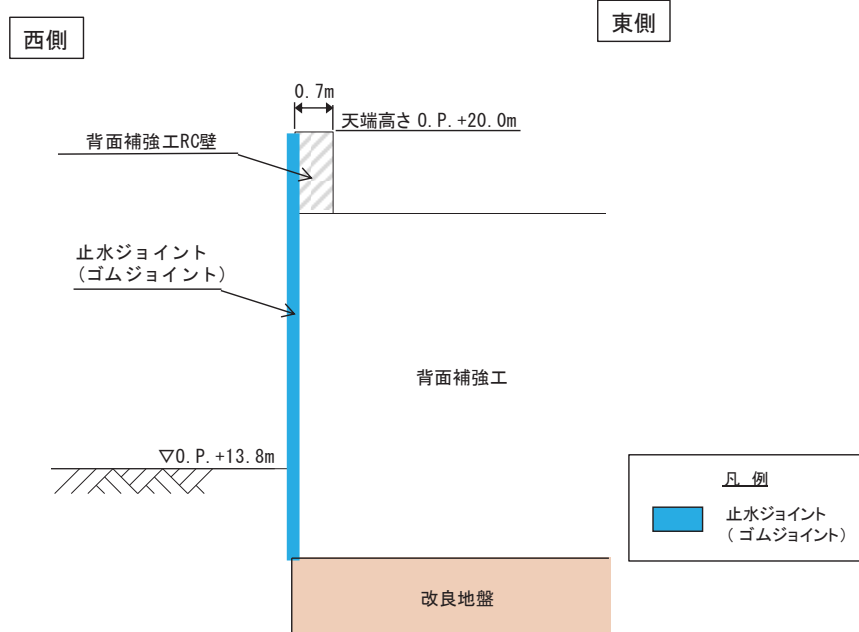 西側
東側
0.7m
天端高さ O.P.+20.0m
背面補強工RC壁
止水ジョイント
(ゴムジョイント)
背面補強工
▽O.P.+13.8m
凡 例
止水ジョイント
(ゴムジョイント)
改良地盤